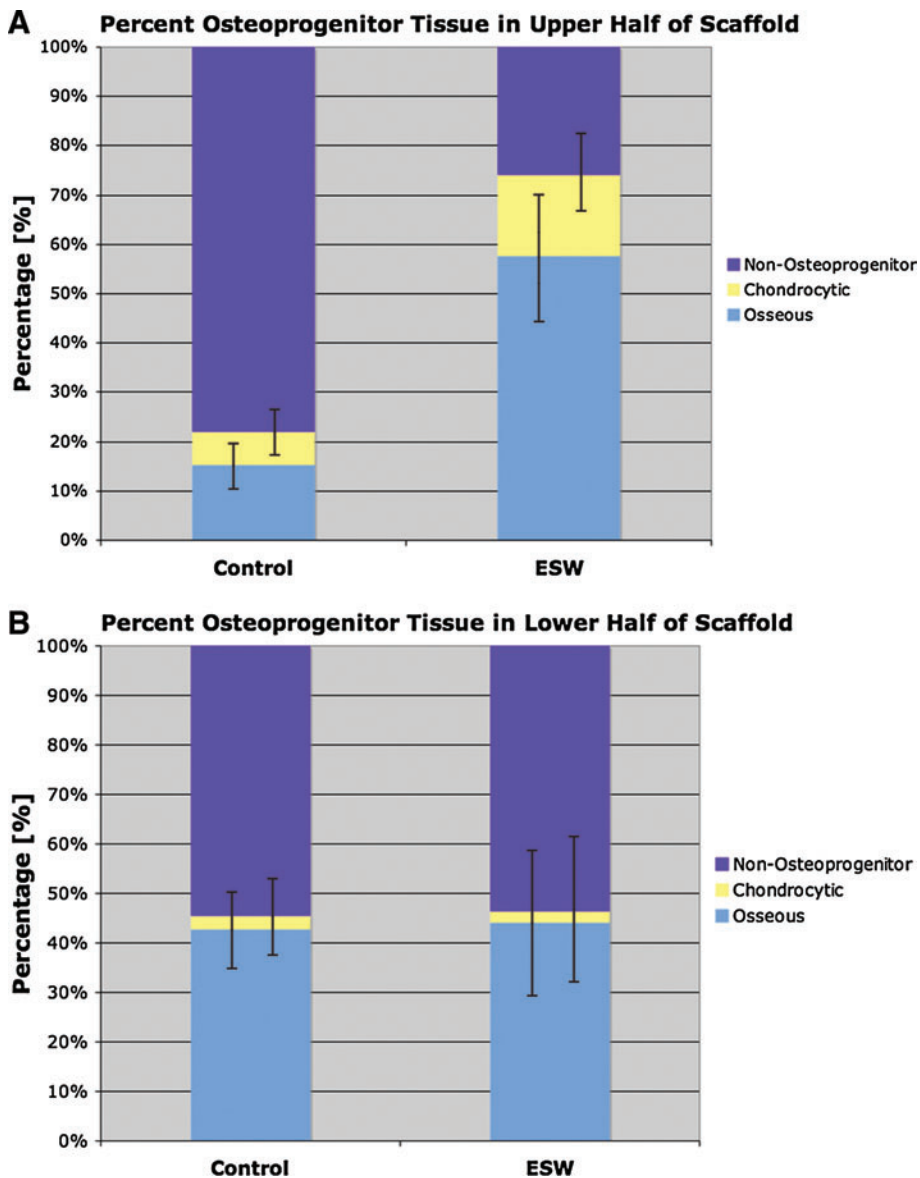 A
Percent Osteoprogenitor Tissue in Upper Half of Scaffold
100%
90%
80%
70%
60%
50%
40%
30%
20%
10%
0%
Percentage [%]
Non-Osteoprogenitor
Chondrocytic
Osseous
Control ESW
B
Percent Osteoprogenitor Tissue in Lower Half of Scaffold
100%
90%
80%
70%
60%
50%
40%
30%
20%
10%
0%
Percentage [%]
Non-Osteoprogenitor
Chondrocytic
Osseous
Control ESW